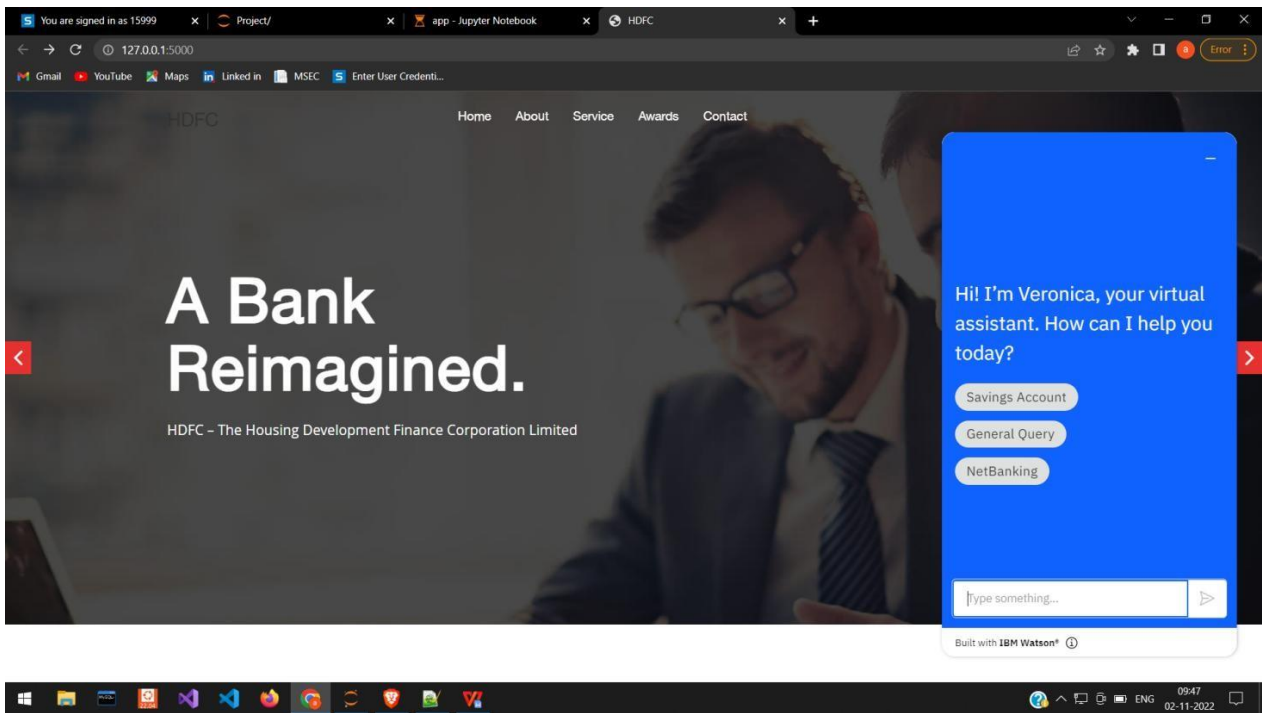 You are signed in as 15999
Project/
app - Jupyter Notebook
HDFC
127.0.0.1:5000
Error
Gmail
YouTube
Maps
Linked in
MSEC
Enter User Credenti...
HDFC
Home About Service Awards Contact
A Bank
Reimagined.
HDFC – The Housing Development Finance Corporation Limited
Hi! I’m Veronica, your virtual
assistant. How can I help you
today?
Savings Account
General Query
NetBanking
Type something...
Built with IBM Watson®
ENG
09:47
02-11-2022